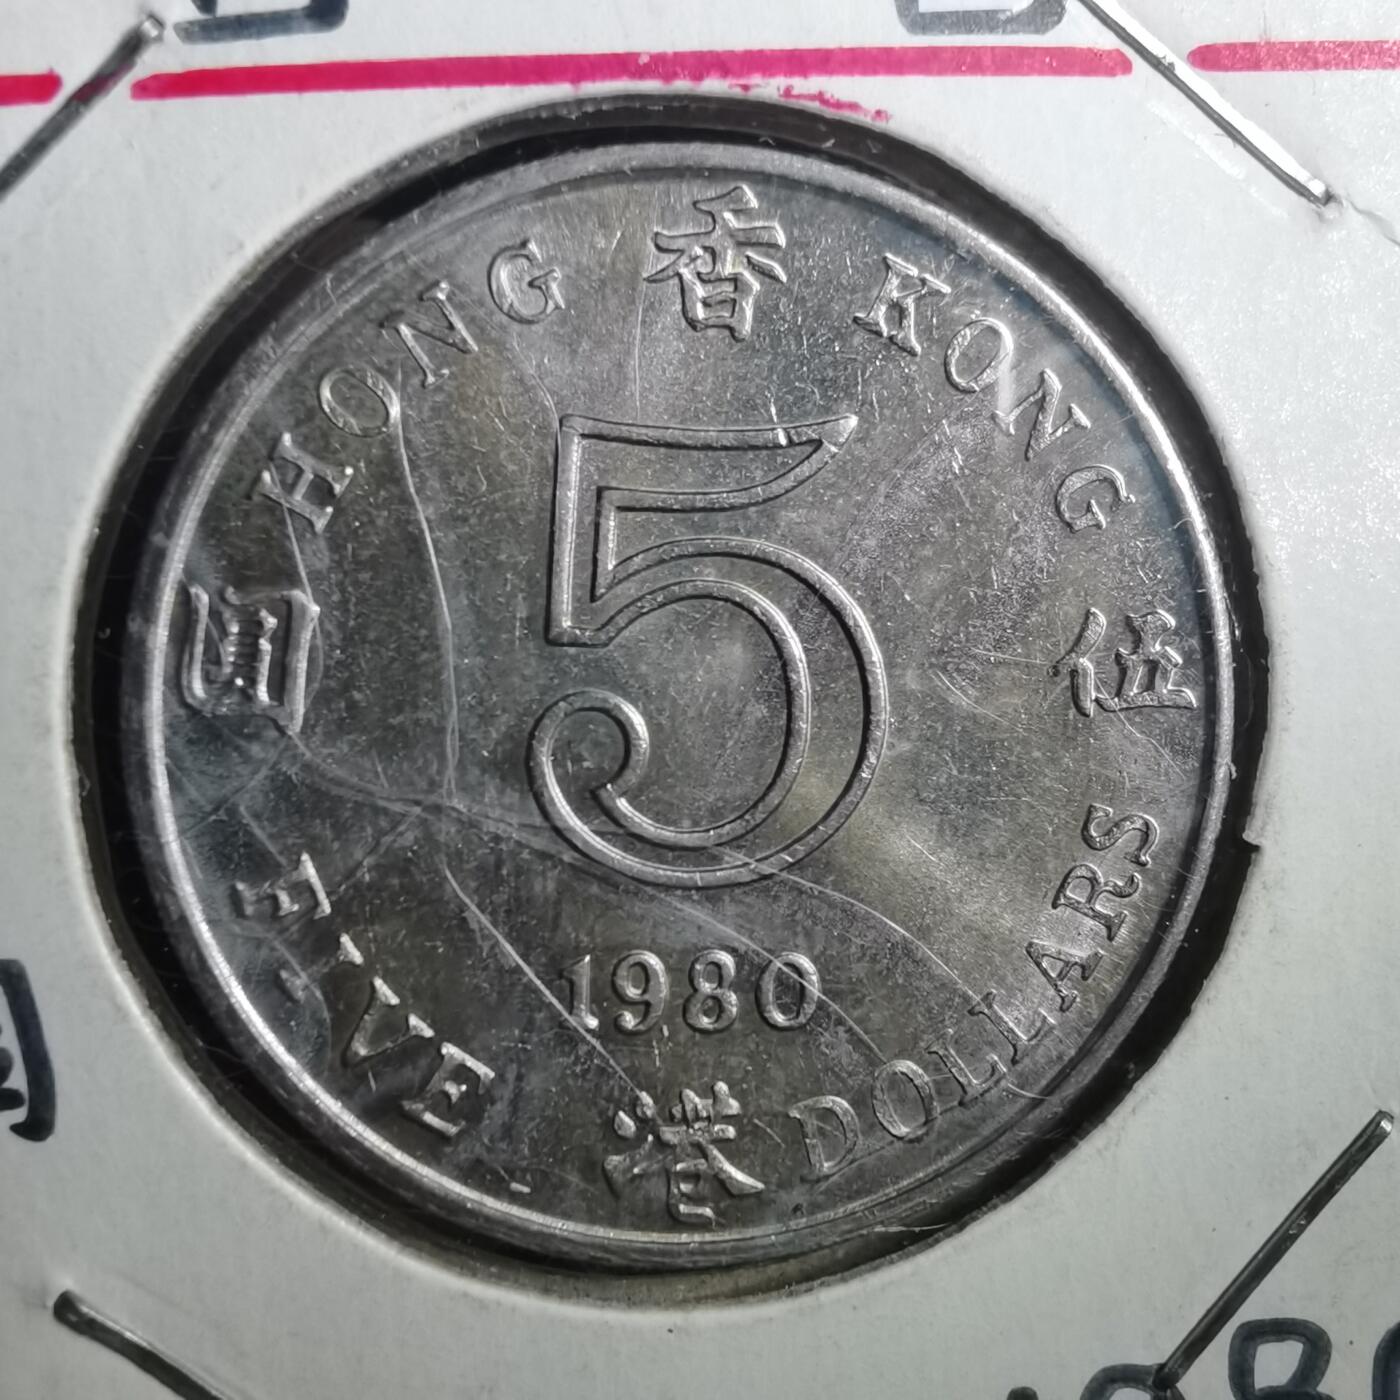 HONG 香 KONG
5
圓 伍
1980
FIVE 港 DOLLARS